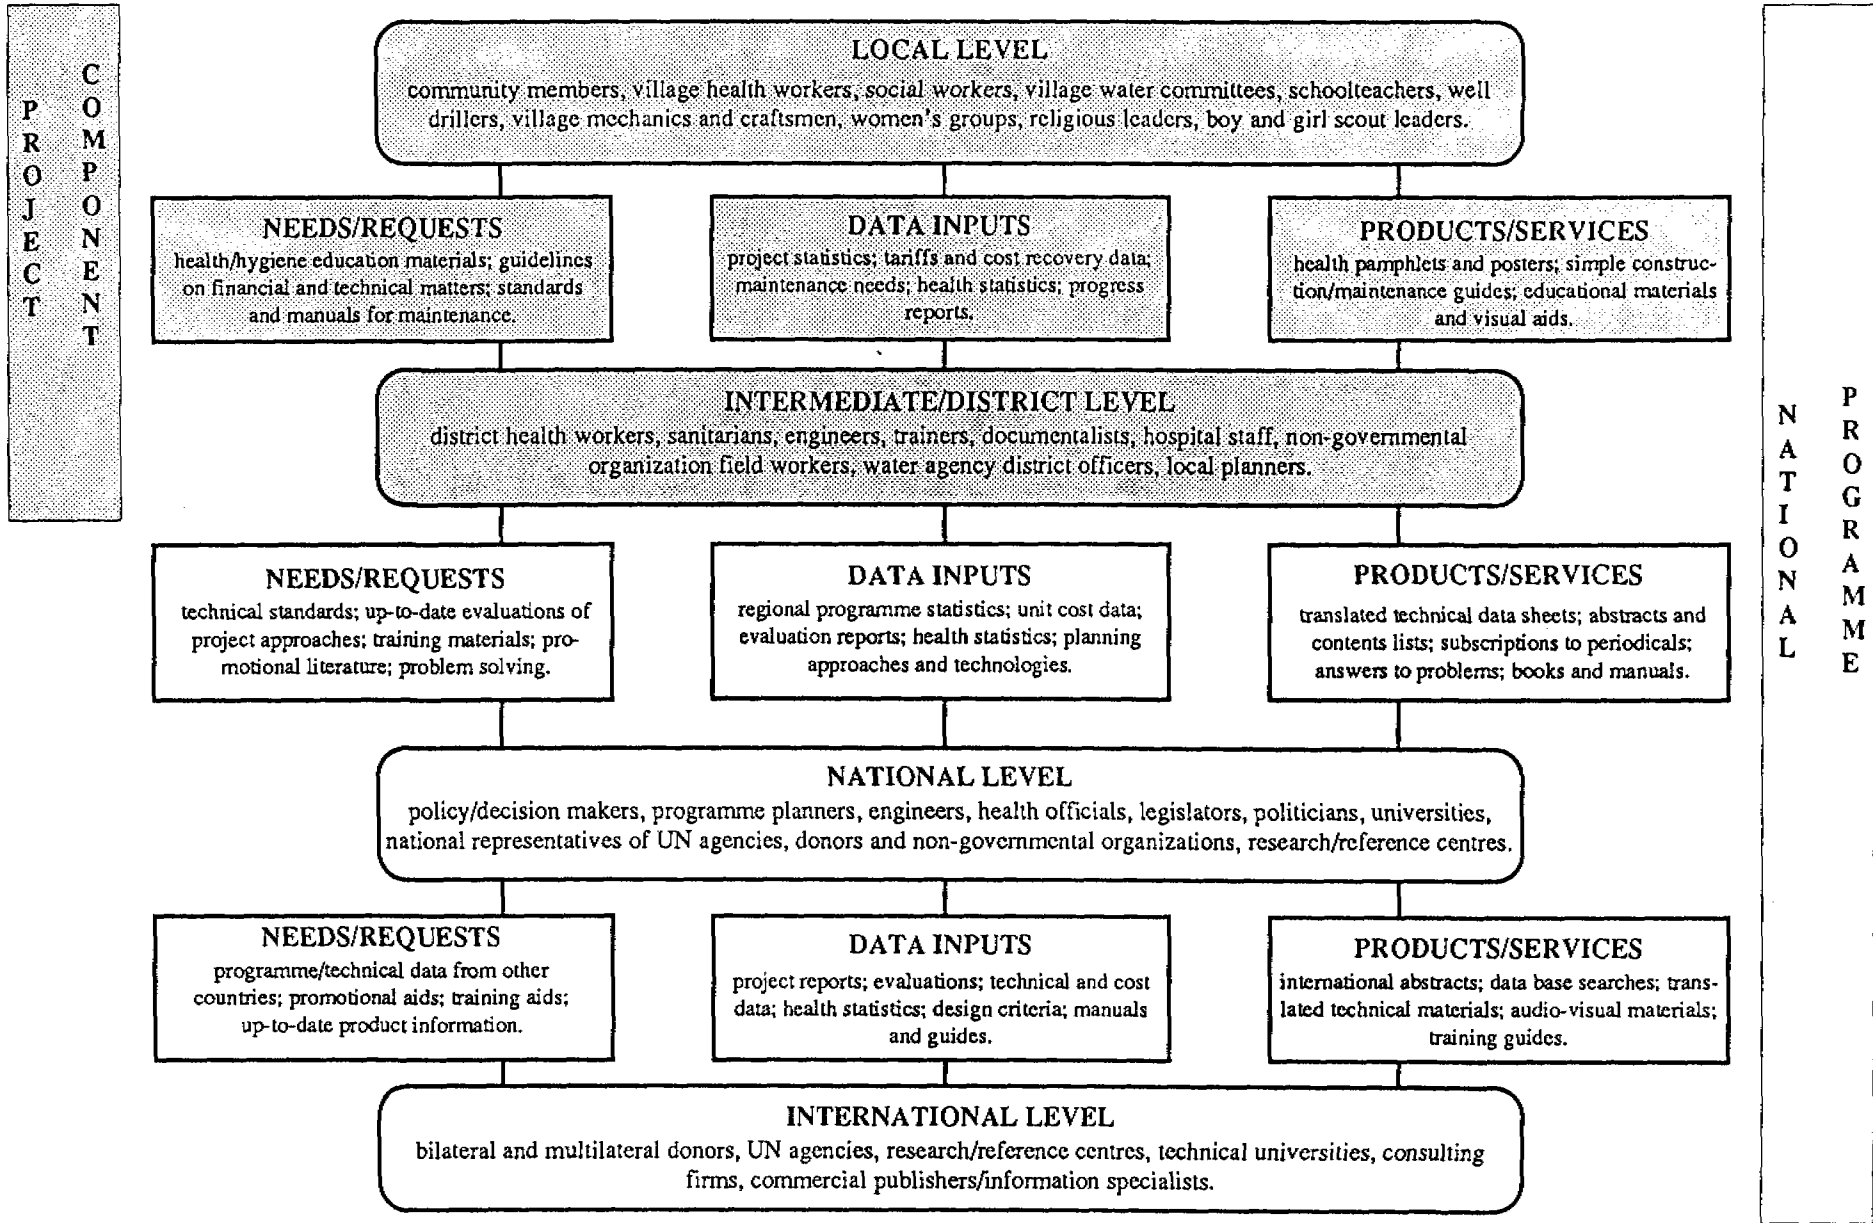 PROJECT
COMPONENT
LOCAL LEVEL
community members, village health workers, social workers, village water committees, schoolteachers, well
drillers, village mechanics and craftsmen, women's groups, religious leaders, boy and girl scout leaders.
NEEDS/REQUESTS
health/hygiene education materials; guidelines
on financial and technical matters; standards
and manuals for maintenance.
DATA INPUTS
project statistics; tariffs and cost recovery data;
maintenance needs; health statistics; progress
reports.
PRODUCTS/SERVICES
health pamphlets and posters; simple construc-
tion/maintenance guides; educational materials
and visual aids.
INTERMEDIATE/DISTRICT LEVEL
district health workers, sanitarians, engineers, trainers, documentalists, hospital staff, non-governmental
organization field workers, water agency district officers, local planners.
NEEDS/REQUESTS
technical standards; up-to-date evaluations of
project approaches; training materials; pro-
motional literature; problem solving.
DATA INPUTS
regional programme statistics; unit cost data;
evaluation reports; health statistics; planning
approaches and technologies.
PRODUCTS/SERVICES
translated technical data sheets; abstracts and
contents lists; subscriptions to periodicals;
answers to problems; books and manuals.
NATIONAL LEVEL
policy/decision makers, programme planners, engineers, health officials, legislators, politicians, universities,
national representatives of UN agencies, donors and non-governmental organizations, research/reference centres.
NEEDS/REQUESTS
programme/technical data from other
countries; promotional aids; training aids;
up-to-date product information.
DATA INPUTS
project reports; evaluations; technical and cost
data; health statistics; design criteria; manuals
and guides.
PRODUCTS/SERVICES
international abstracts; data base searches; trans-
lated technical materials; audio-visual materials;
training guides.
INTERNATIONAL LEVEL
bilateral and multilateral donors, UN agencies, research/reference centres, technical universities, consulting
firms, commercial publishers/information specialists.
NATIONAL
PROGRAMME